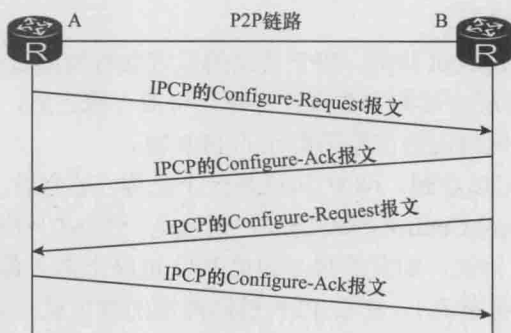 A
P2P链路
B
R
R
IPCP的Configure-Request报文
IPCP的Configure-Ack报文
IPCP的Configure-Request报文
IPCP的Configure-Ack报文